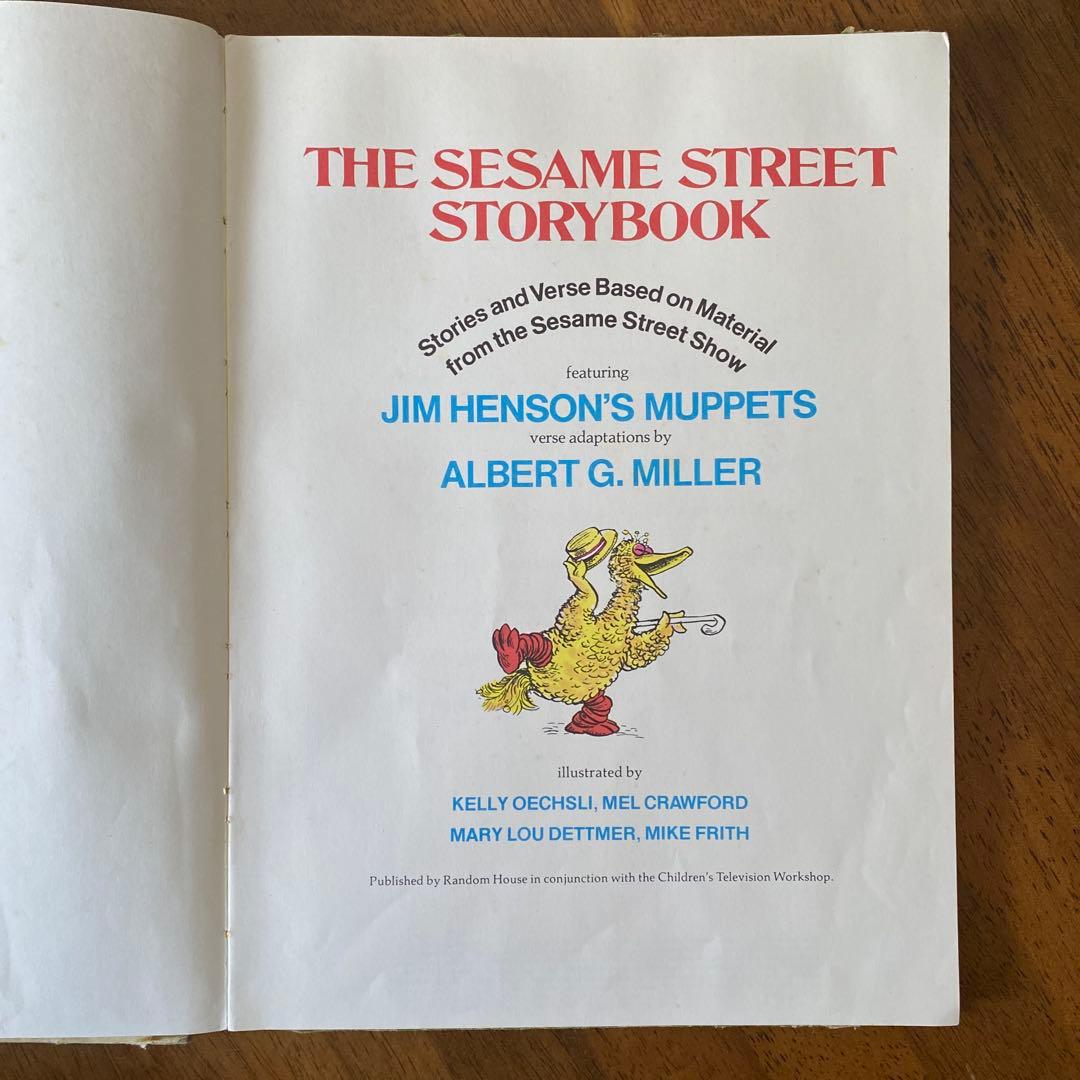 THE SESAME STREET
STORYBOOK
Stories and Verse Based on Material
from the Sesame Street Show
featuring
JIM HENSON'S MUPPETS
verse adaptations by
ALBERT G. MILLER
illustrated by
KELLY OECHSLI, MEL CRAWFORD
MARY LOU DETTMER, MIKE FRITH
Published by Random House in conjunction with the Children's Television Workshop.